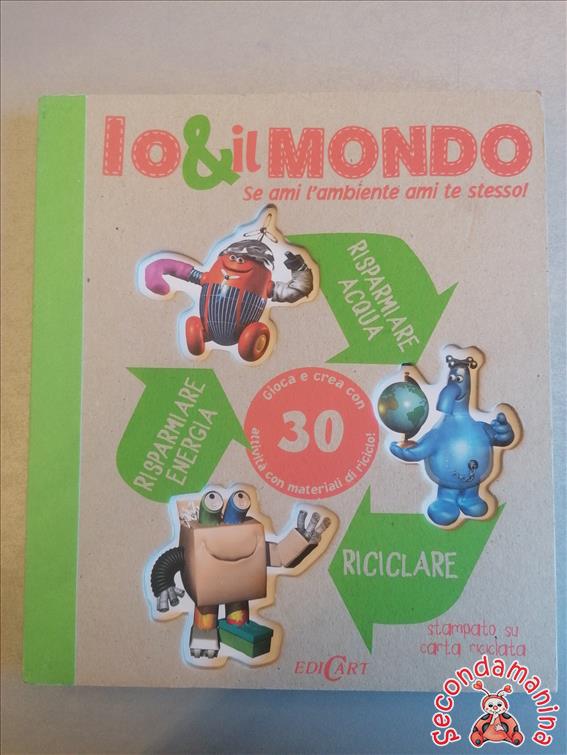 Io & il MONDO
Se ami l'ambiente ami te stesso!
RISPARMIARE
ACQUA
RISPARMIARE
ENERGIA
Gioca e crea con
30
attività con materiali di riciclo!
RICICLARE
stampato su
carta riciclata
EDICART
Secondamanina